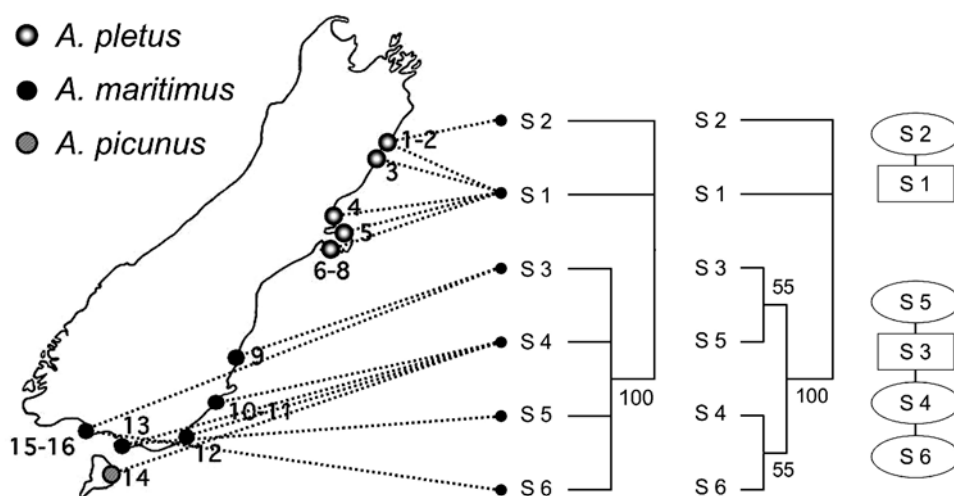 A. pletus
A. maritimus
A. picunus
1-2
3
4
5
6-8
9
10-11
12
13
14
15-16
S 2
S 1
S 3
S 4
S 5
S 6
100
S 2
S 1
S 3
S 5
S 4
S 6
55
55
100
S 2
S 1
S 5
S 3
S 4
S 6